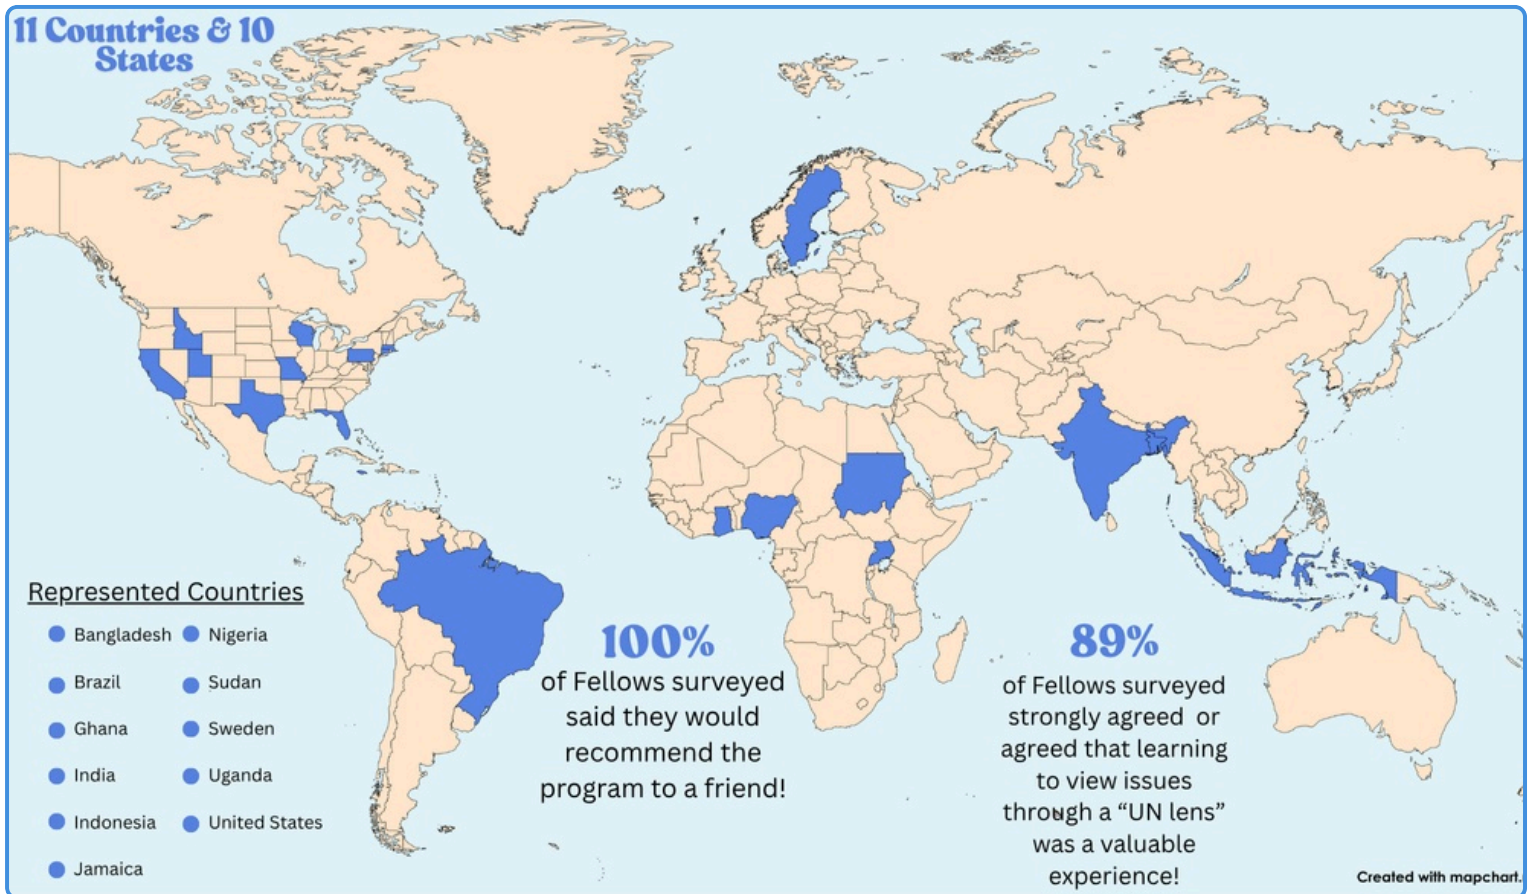 11 Countries & 10
States
Represented Countries
Bangladesh
Nigeria
Brazil
Sudan
Ghana
Sweden
India
Uganda
Indonesia
United States
Jamaica
100%
of Fellows surveyed
said they would
recommend the
program to a friend!
89%
of Fellows surveyed
strongly agreed or
agreed that learning
to view issues
through a “UN lens”
was a valuable
experience!
Created with mapchart.